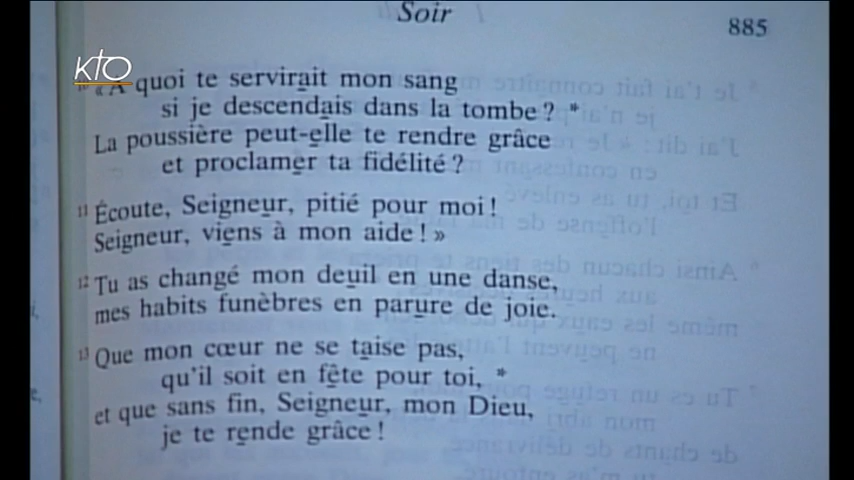 Soir
885
KTO
« A quoi te servirait mon sang
si je descendais dans la tombe ? *
La poussière peut-elle te rendre grâce
et proclamer ta fidélité ?
11 Écoute, Seigneur, pitié pour moi !
Seigneur, viens à mon aide ! »
12 Tu as changé mon deuil en une danse,
mes habits funèbres en parure de joie.
13 Que mon cœur ne se taise pas,
qu'il soit en fête pour toi, *
et que sans fin, Seigneur, mon Dieu,
je te rende grâce !